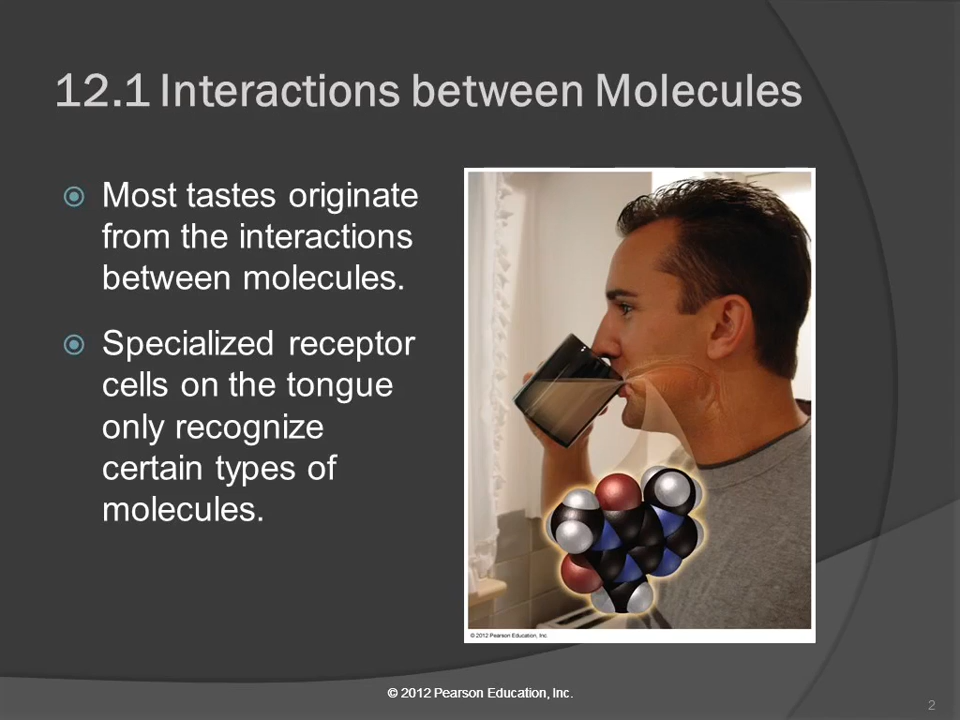 12.1 Interactions between Molecules
Most tastes originate
from the interactions
between molecules.
Specialized receptor
cells on the tongue
only recognize
certain types of
molecules.
© 2012 Pearson Education, Inc.
© 2012 Pearson Education, Inc.
2